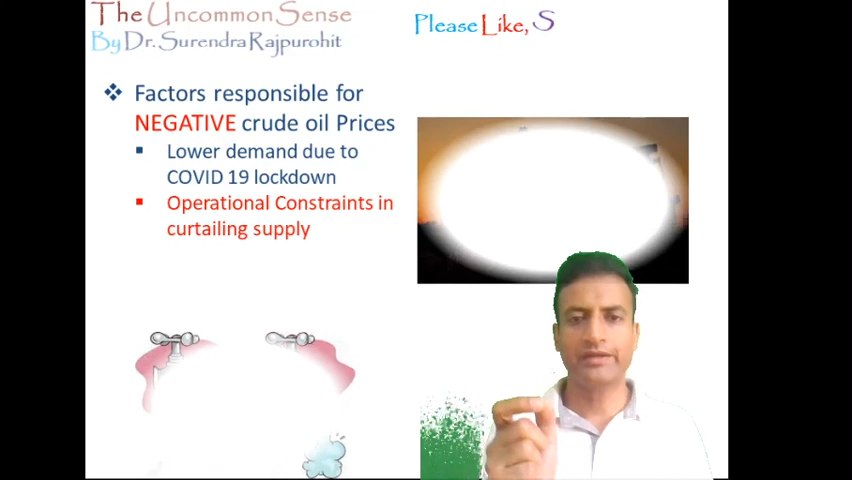 The Uncommon Sense
By Dr. Surendra Rajpurohit
Please Like, S
Factors responsible for
NEGATIVE crude oil Prices
Lower demand due to
COVID 19 lockdown
Operational Constraints in
curtailing supply